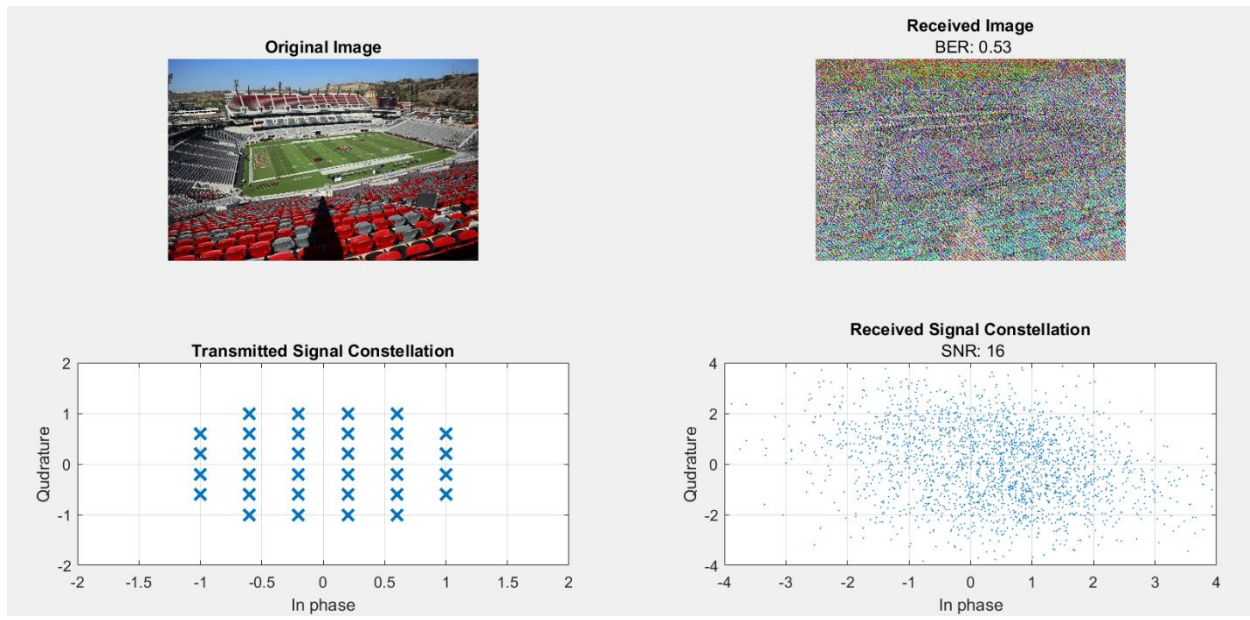 Original Image
Received Image
BER: 0.53
Transmitted Signal Constellation
2
1
0
-1
-2
Qudrature
-2
-1.5
-1
-0.5
0
0.5
1
1.5
2
In phase
Received Signal Constellation
SNR: 16
4
2
0
-2
-4
Qudrature
-4
-3
-2
-1
0
1
2
3
4
In phase